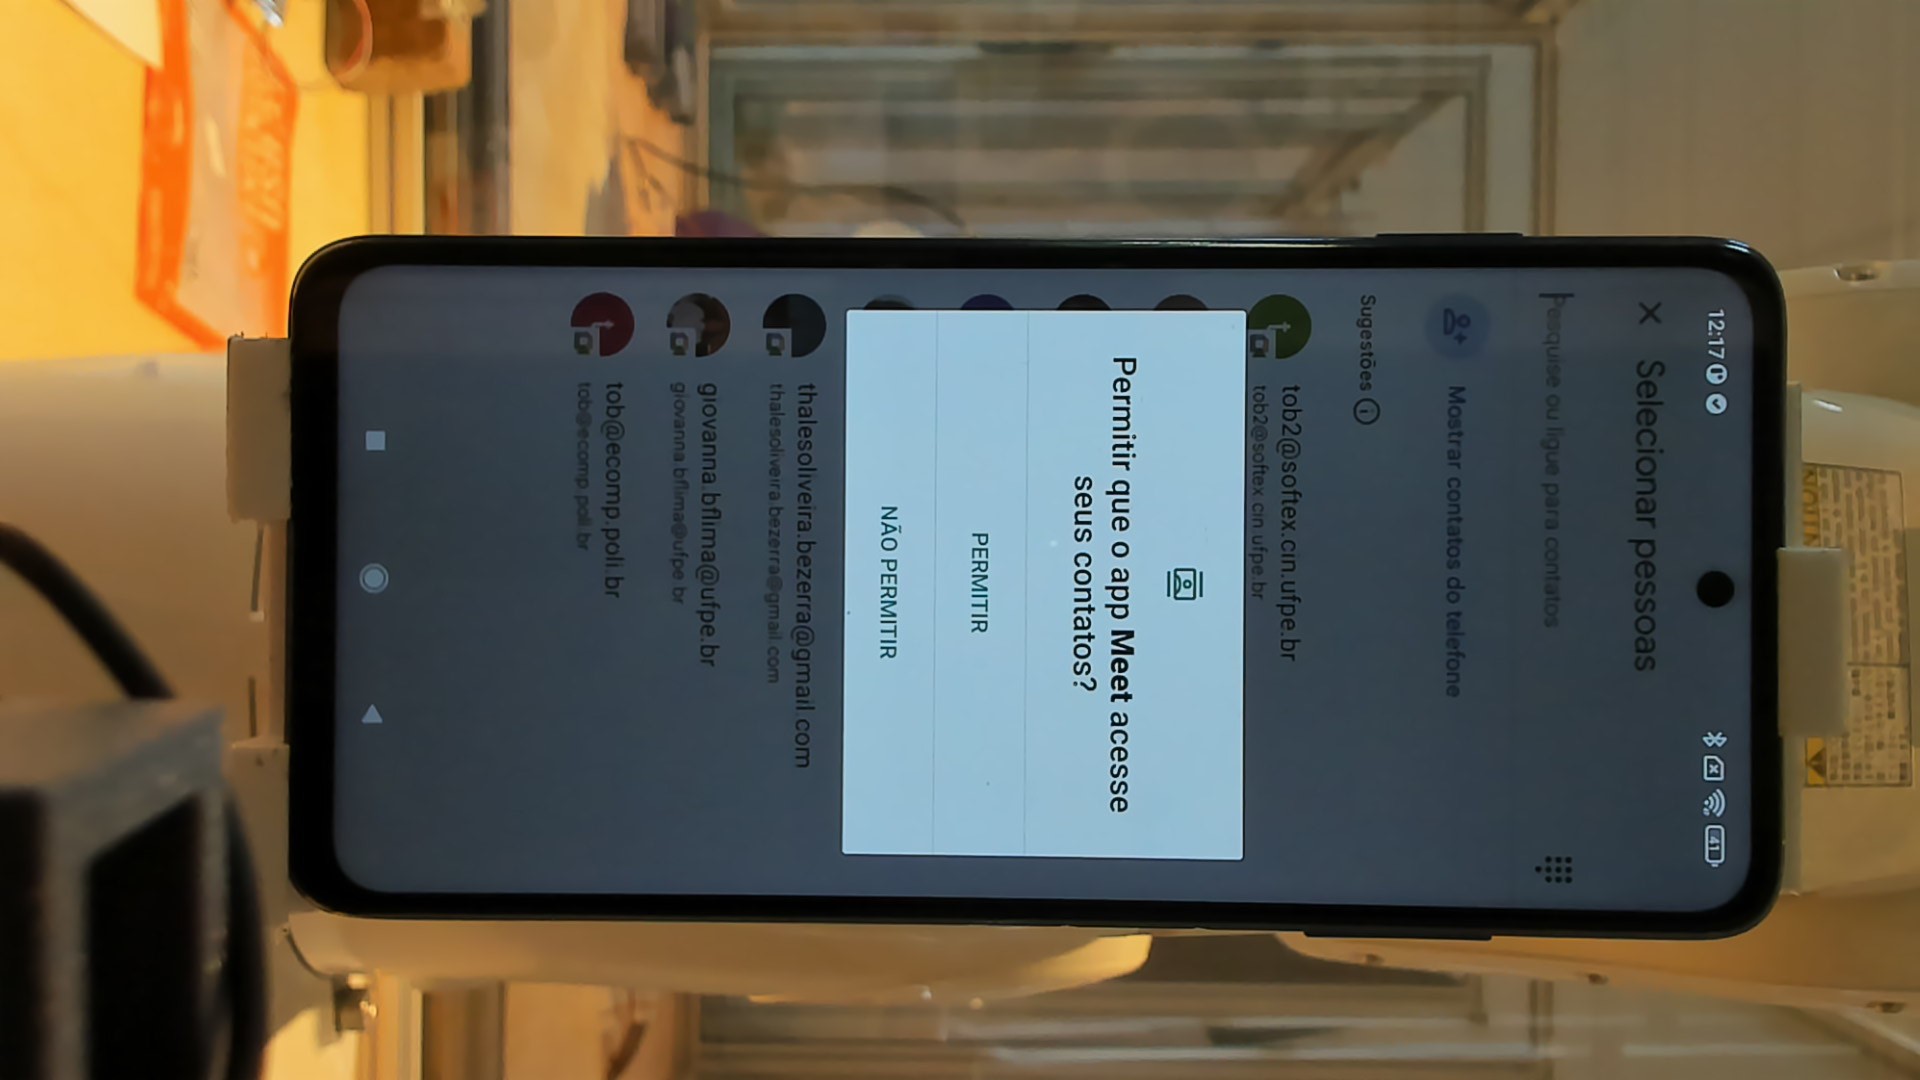 12:17
41
Selecionar pessoas
Pesquise ou ligue para contatos
Mostrar contatos do telefone
Sugestões
tob2@softex.cin.ufpe.br
tob2@softex.cin.ufpe.br
Permitir que o app Meet acesse
seus contatos?
PERMITIR
NÃO PERMITIR
thalesoliveira.bezerra@gmail.com
thalesoliveira.bezerra@gmail.com
giovanna.bflima@ufpe.br
giovanna.bflima@ufpe.br
tob@ecomp.poli.br
tob@ecomp.poli.br